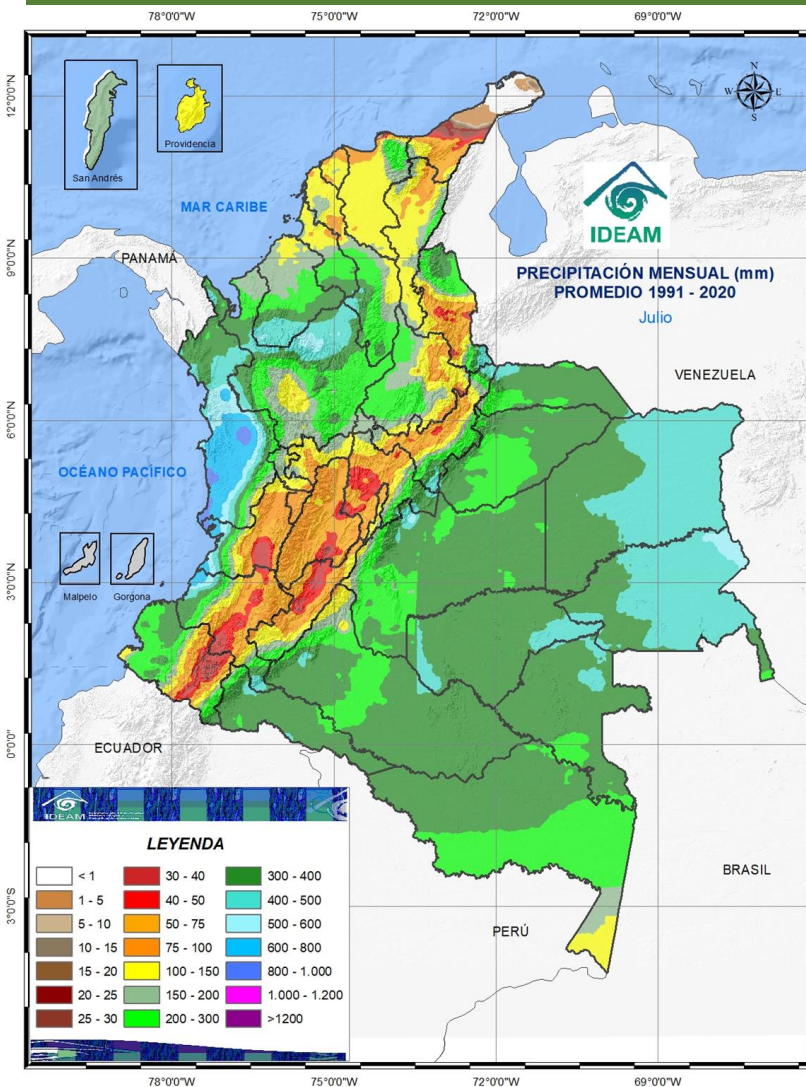 78°0'0"W 75°0'0"W 72°0'0"W 69°0'0"W
12°0'0"N
9°0'0"N
6°0'0"N
3°0'0"N
0°0'0"
3°0'0"S
N
W E
S
San Andrés
Providencia
MAR CARIBE
IDEAM
PANAMÁ
PRECIPITACIÓN MENSUAL (mm)
PROMEDIO 1991 - 2020
Julio
VENEZUELA
OCÉANO PACÍFICO
Malpelo
Gorgona
ECUADOR
BRASIL
PERÚ
IDEAM
LEYENDA
< 1
1 - 5
5 - 10
10 - 15
15 - 20
20 - 25
25 - 30
30 - 40
40 - 50
50 - 75
75 - 100
100 - 150
150 - 200
200 - 300
300 - 400
400 - 500
500 - 600
600 - 800
800 - 1.000
1.000 - 1.200
>1200
78°0'0"W 75°0'0"W 72°0'0"W 69°0'0"W